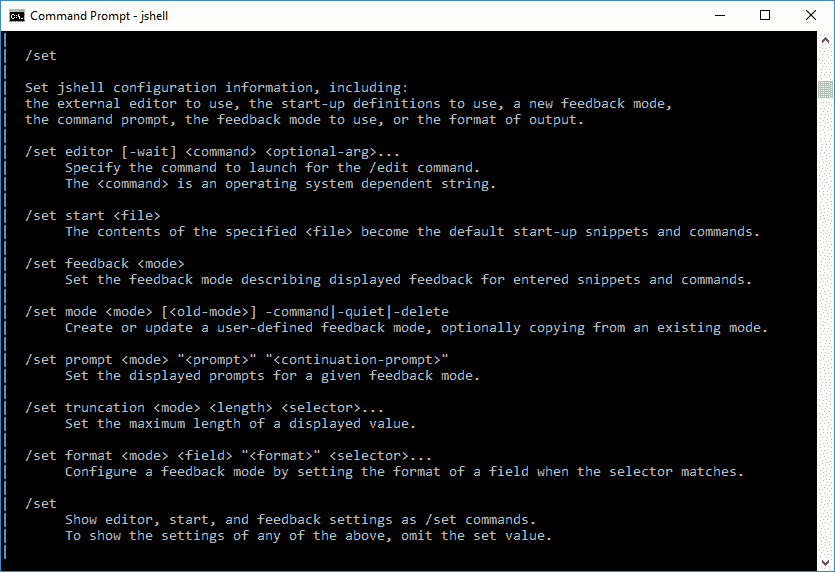 Command Prompt - jshell
/set
Set jshell configuration information, including:
the external editor to use, the start-up definitions to use, a new feedback mode,
the command prompt, the feedback mode to use, or the format of output.
/set editor [-wait] <command> <optional-arg>...
Specify the command to launch for the /edit command.
The <command> is an operating system dependent string.
/set start <file>
The contents of the specified <file> become the default start-up snippets and commands.
/set feedback <mode>
Set the feedback mode describing displayed feedback for entered snippets and commands.
/set mode <mode> [<old-mode>] -command|-quiet|-delete
Create or update a user-defined feedback mode, optionally copying from an existing mode.
/set prompt <mode> "<prompt>" "<continuation-prompt>"
Set the displayed prompts for a given feedback mode.
/set truncation <mode> <length> <selector>...
Set the maximum length of a displayed value.
/set format <mode> <field> "<format>" <selector>...
Configure a feedback mode by setting the format of a field when the selector matches.
/set
Show editor, start, and feedback settings as /set commands.
To show the settings of any of the above, omit the set value.